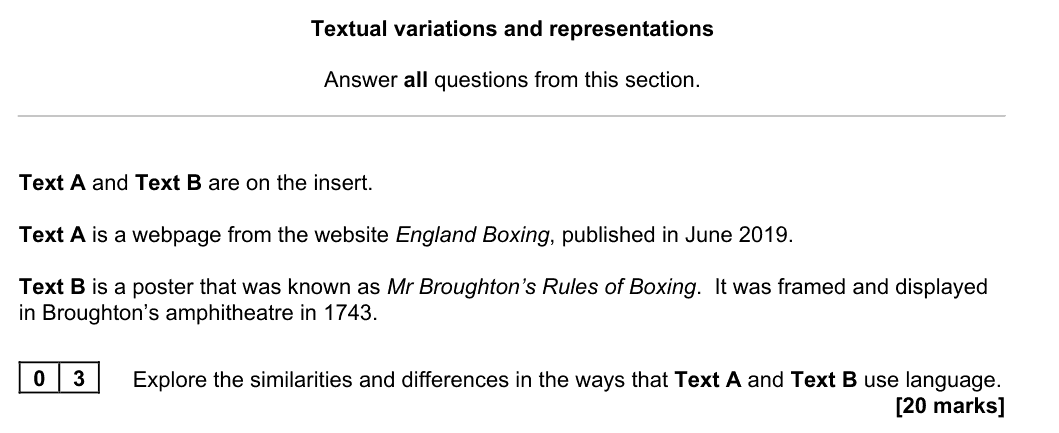 Textual variations and representations
Answer all questions from this section.
Text A and Text B are on the insert.
Text A is a webpage from the website England Boxing, published in June 2019.
Text B is a poster that was known as Mr Broughton’s Rules of Boxing.  It was framed and displayed
in Broughton’s amphitheatre in 1743.
0 3 Explore the similarities and differences in the ways that Text A and Text B use language.
[20 marks]